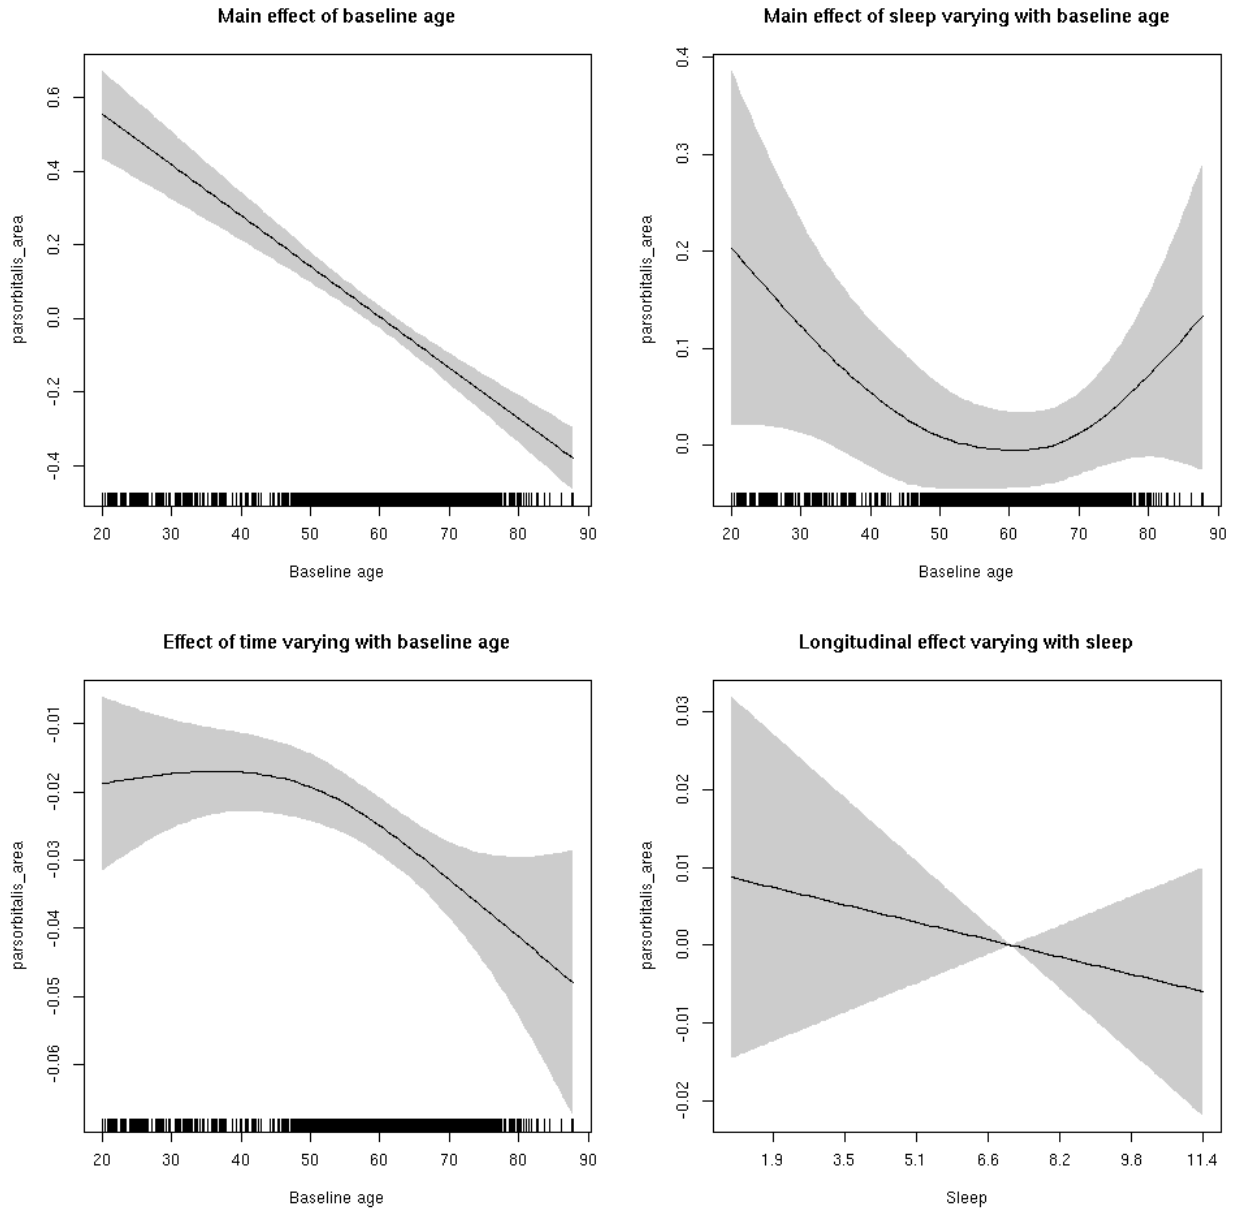 Main effect of baseline age
parsorbitalis_area
0.6
0.4
0.2
0.0
-0.2
-0.4
20 30 40 50 60 70 80 90
Baseline age
Main effect of sleep varying with baseline age
parsorbitalis_area
0.4
0.3
0.2
0.1
0.0
20 30 40 50 60 70 80 90
Baseline age
Effect of time varying with baseline age
parsorbitalis_area
-0.01
-0.02
-0.03
-0.04
-0.05
-0.06
20 30 40 50 60 70 80 90
Baseline age
Longitudinal effect varying with sleep
parsorbitalis_area
0.03
0.02
0.01
0.00
-0.01
-0.02
1.9 3.5 5.1 6.6 8.2 9.8 11.4
Sleep